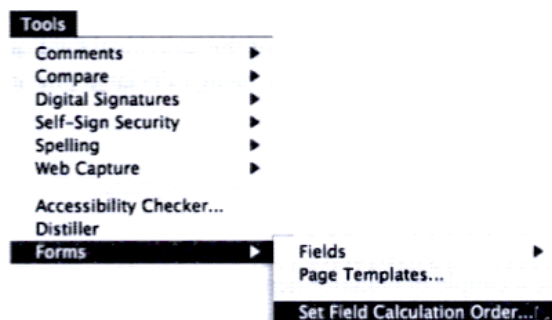 Tools
Comments
Compare
Digital Signatures
Self-Sign Security
Spelling
Web Capture
Accessibility Checker...
Distiller
Forms
Fields
Page Templates...
Set Field Calculation Order...